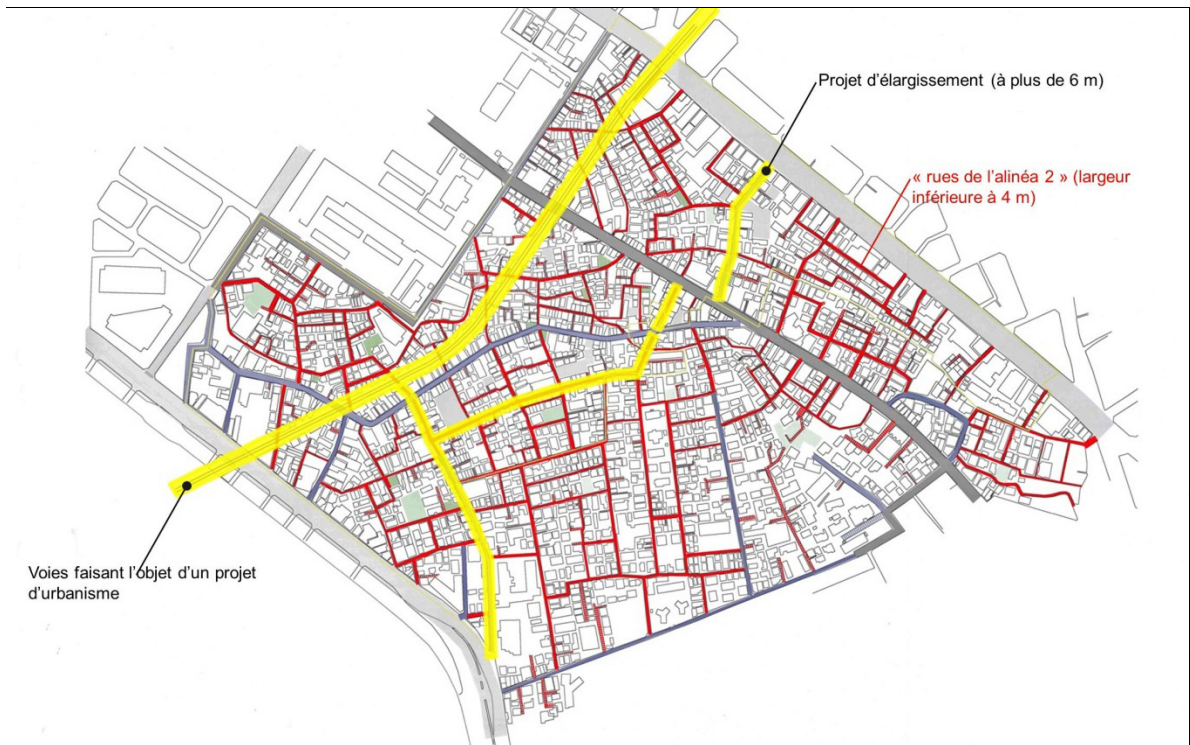 Projet d’élargissement (à plus de 6 m)
« rues de l’alinéa 2 » (largeur
inférieure à 4 m)
Voies faisant l’objet d’un projet
d’urbanisme